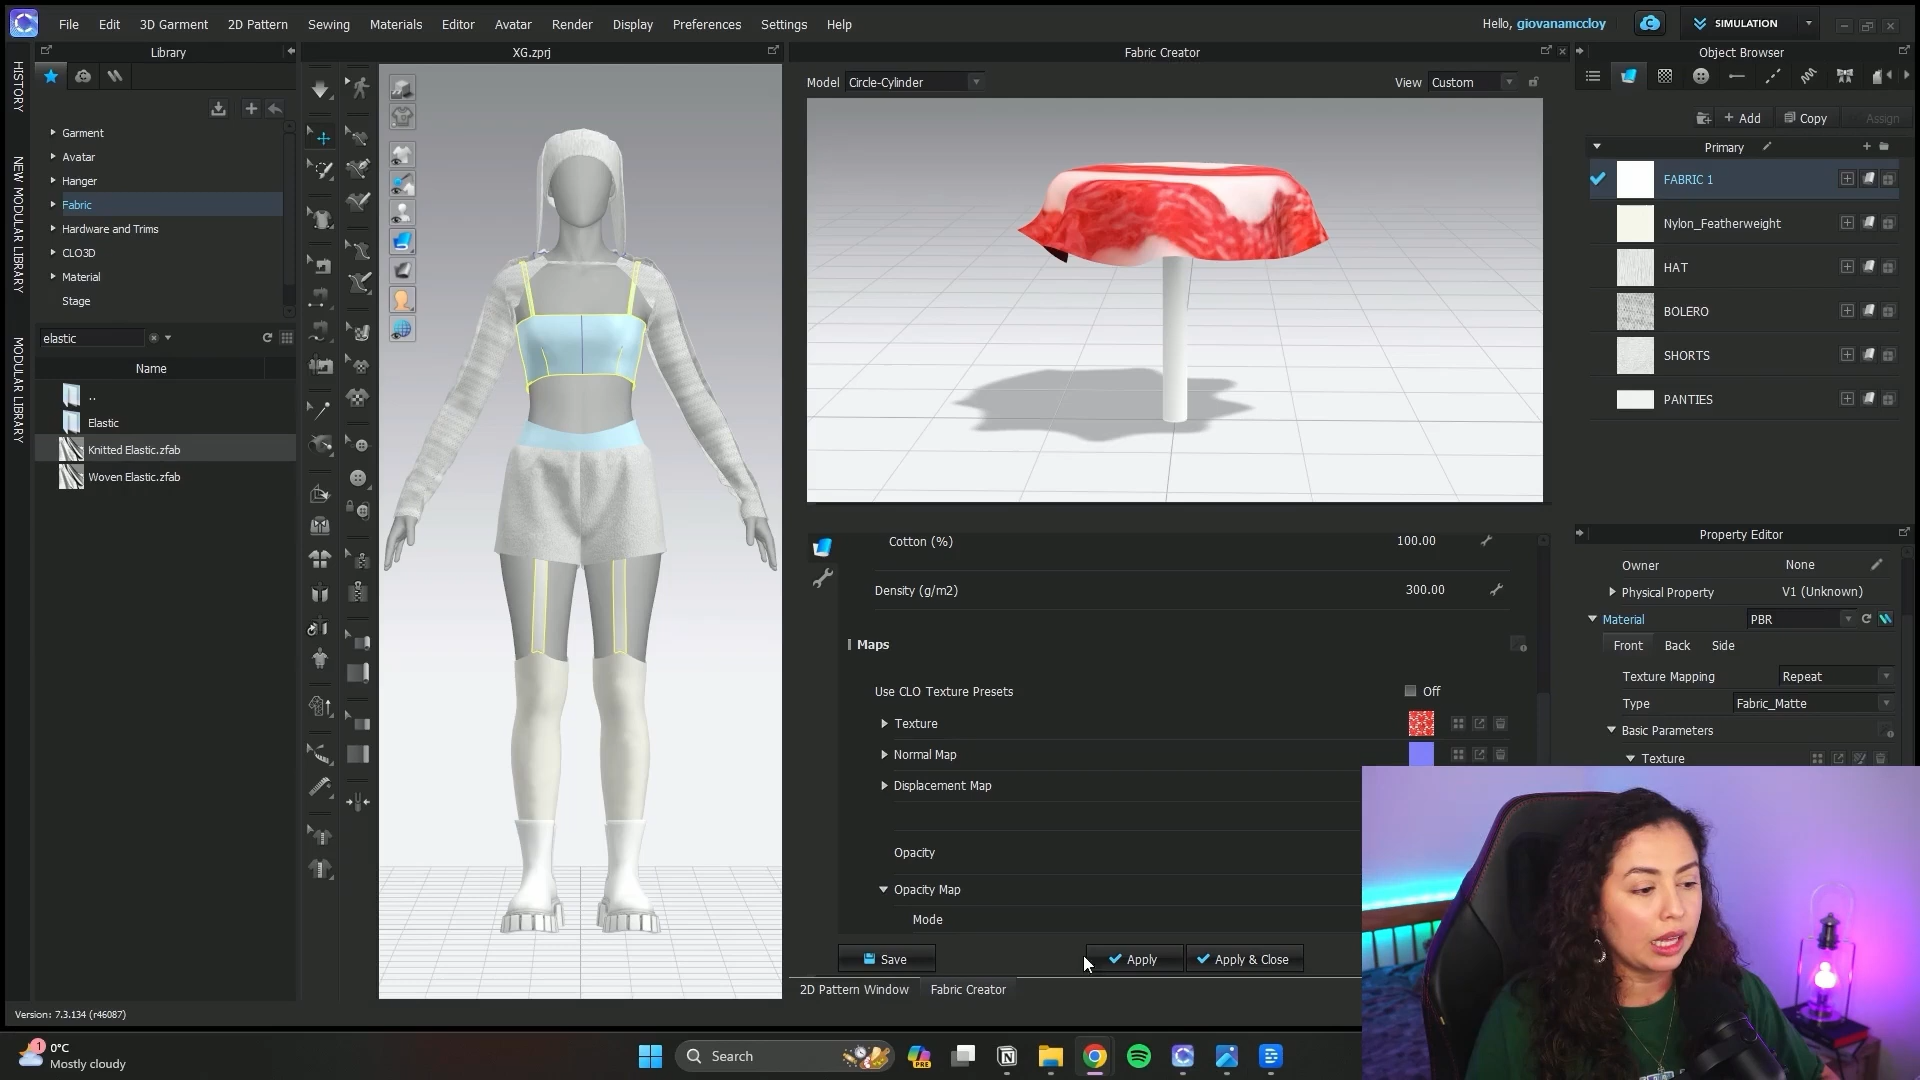 File Edit 3D Garment 2D Pattern Sewing Materials Editor Avatar Render Display Preferences Settings Help
Hello, giovanamccloy
SIMULATION
HISTORY
NEW MODULAR LIBRARY
MODULAR LIBRARY
Library
Garment
Avatar
Hanger
Fabric
Hardware and Trims
CLO3D
Material
Stage
elastic
Name
..
Elastic
Knitted Elastic.zfab
Woven Elastic.zfab
XG.zprj
Fabric Creator
Model Circle-Cylinder
View Custom
Cotton (%) 100.00
Density (g/m2) 300.00
Maps
Use CLO Texture Presets Off
Texture
Normal Map
Displacement Map
Opacity
Opacity Map
Mode
Save Apply Apply & Close
2D Pattern Window Fabric Creator
Object Browser
+ Add Copy Assign
Primary
FABRIC 1
Nylon_Featherweight
HAT
BOLERO
SHORTS
PANTIES
Property Editor
Owner None
Physical Property V1 (Unknown)
Material PBR
Front Back Side
Texture Mapping Repeat
Type Fabric_Matte
Basic Parameters
Texture
Version: 7.3.134 (r46087)
1
0°C
Mostly cloudy
Search
PRE